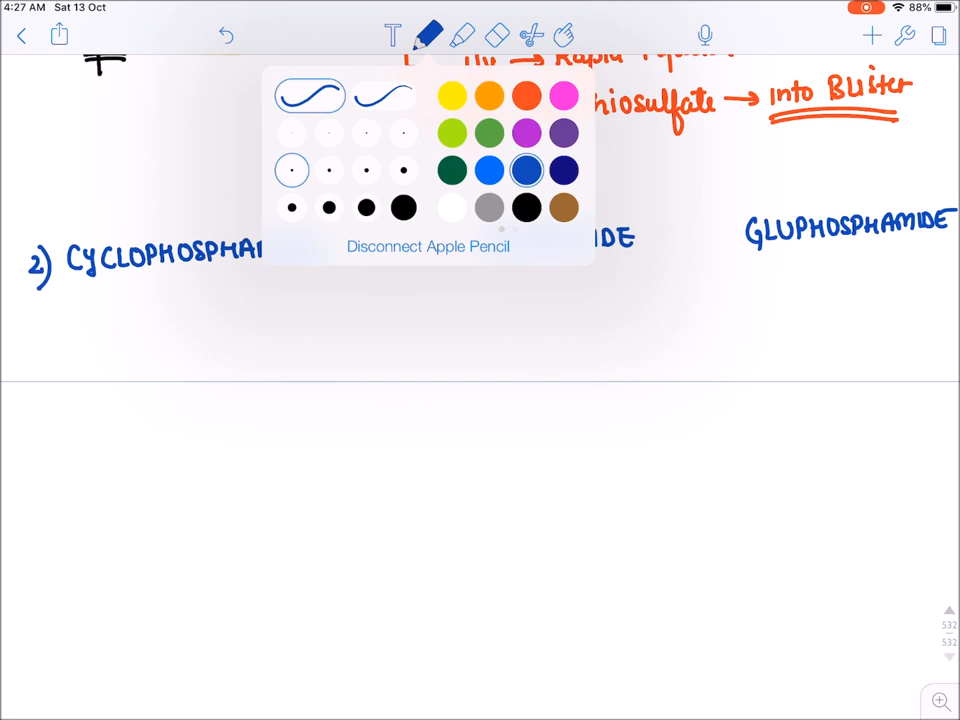 4:27 AM Sat 13 Oct 88%
T
→ Rapid
hiosulfate → Into Blister
2) CYCLOPHOSPHA IDE GLUPHOSPHAMIDE
Disconnect Apple Pencil
532
532